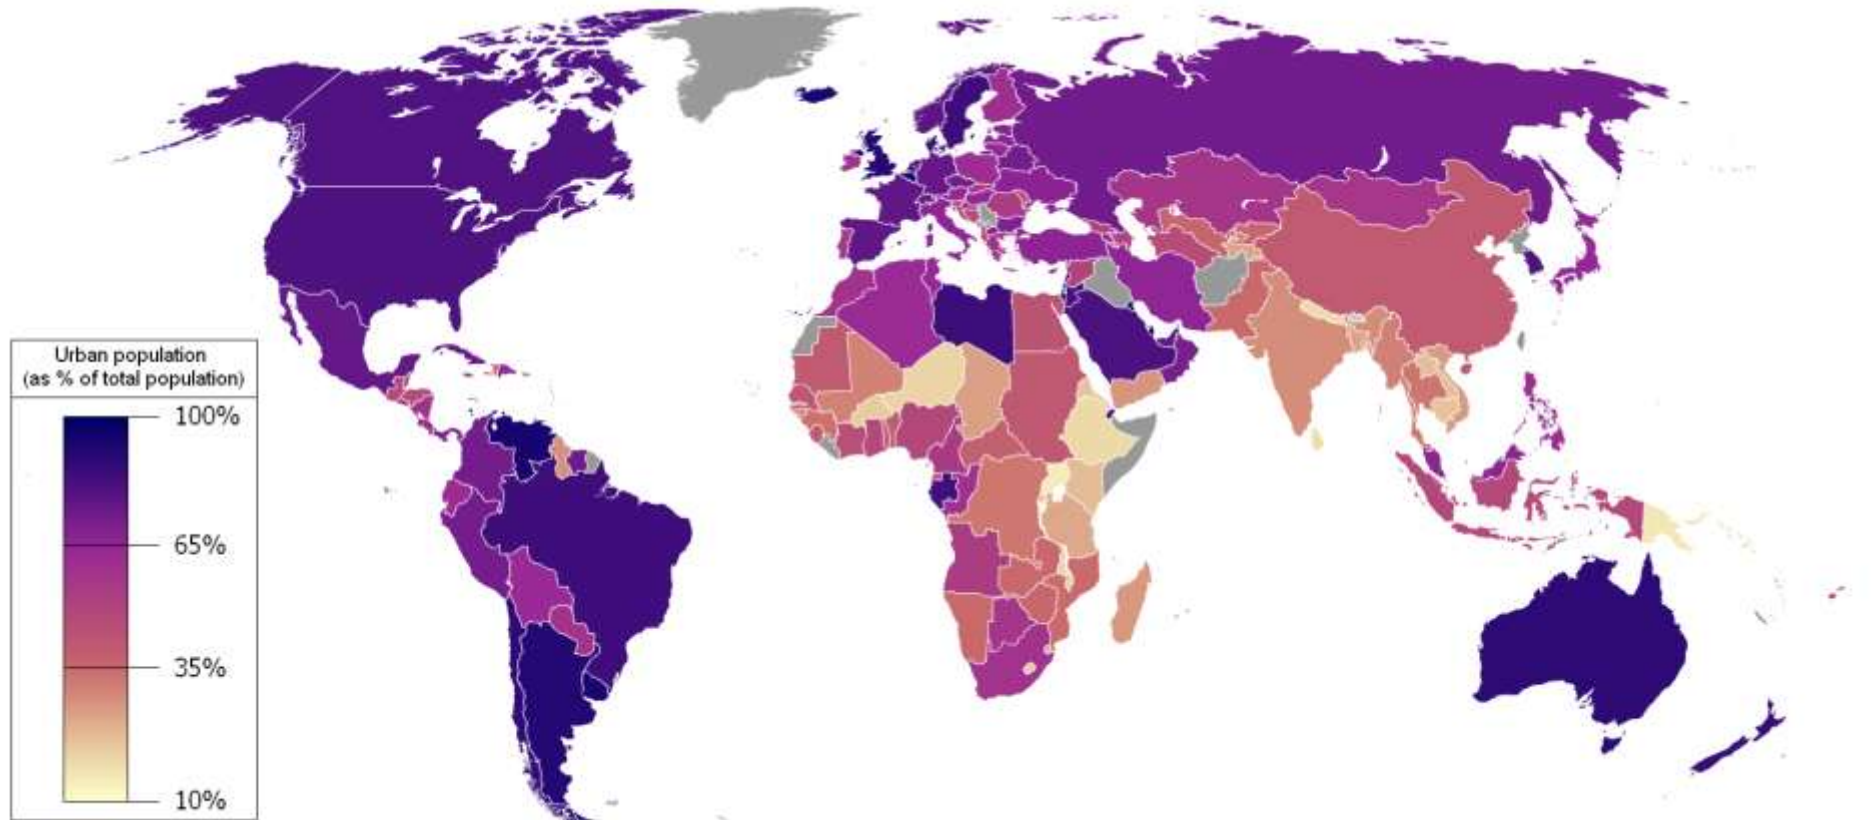 Urban population
(as % of total population)
100%
65%
35%
10%